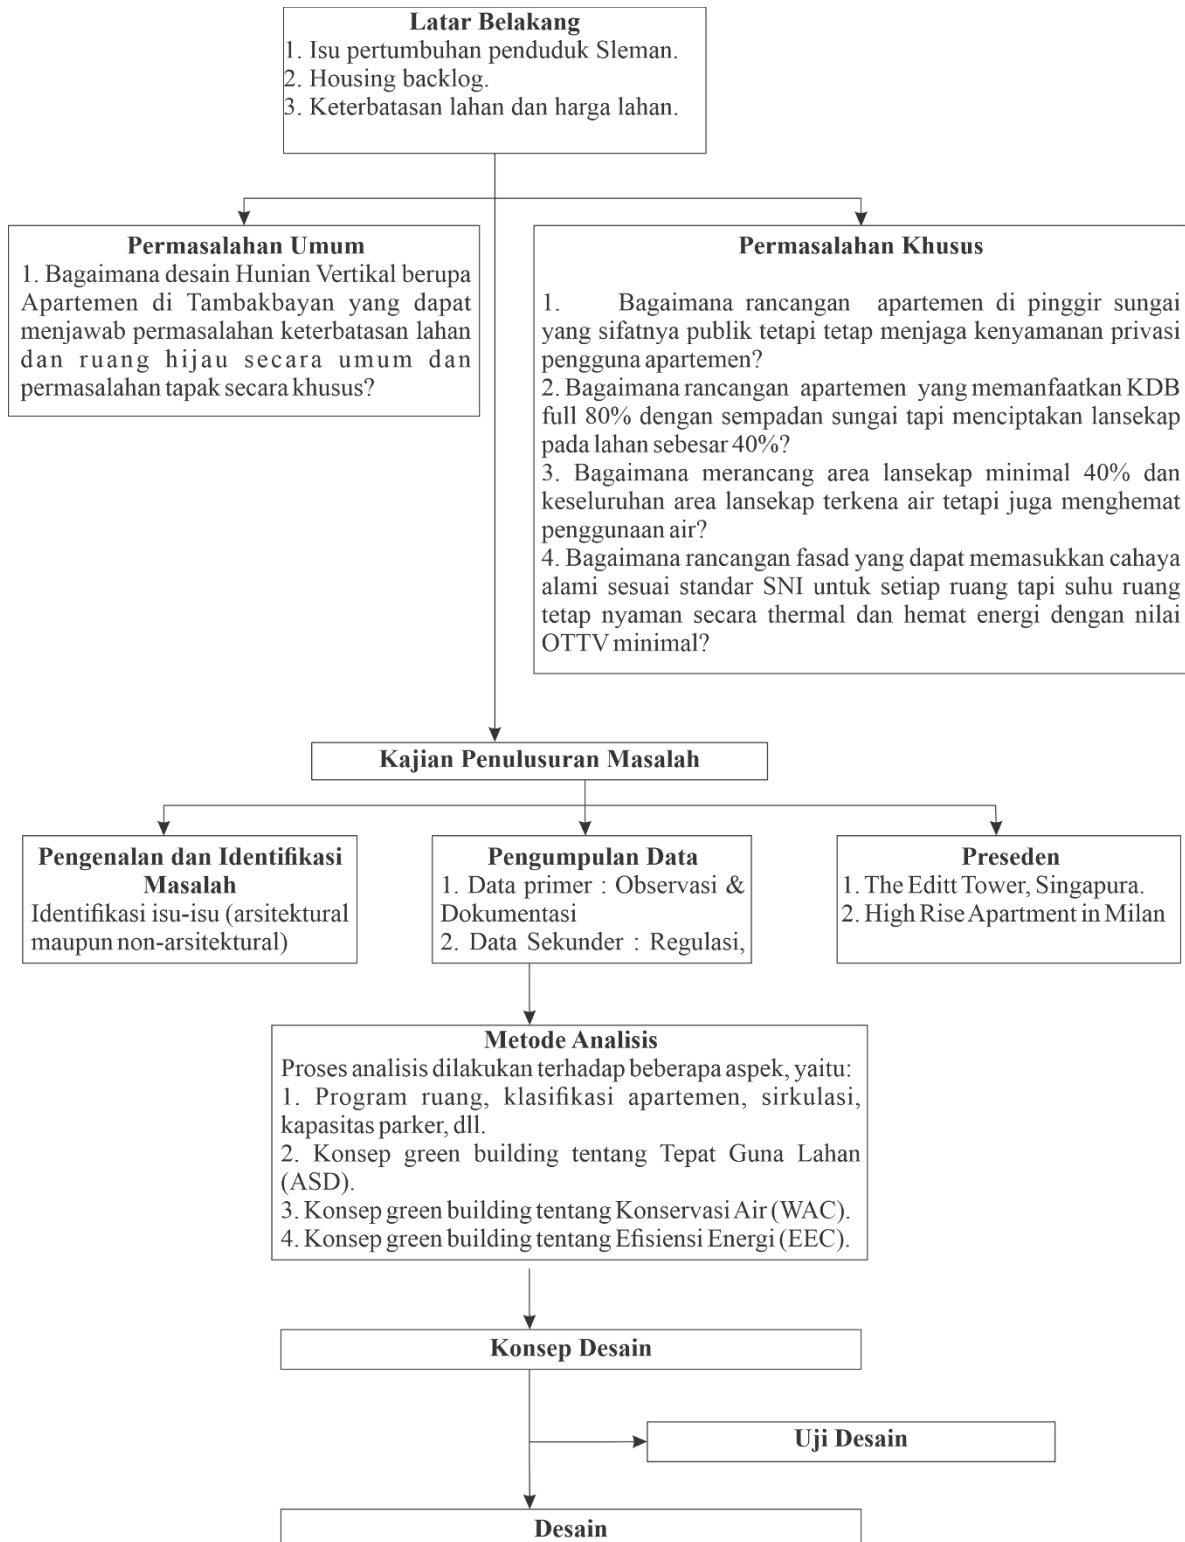 Latar Belakang
1. Isu pertumbuhan penduduk Sleman.
2. Housing backlog.
3. Keterbatasan lahan dan harga lahan.
Permasalahan Umum
1. Bagaimana desain Hunian Vertikal berupa
Apartemen di Tambakbayan yang dapat
menjawab permasalahan keterbatasan lahan
dan ruang hijau secara umum dan
permasalahan tapak secara khusus?
Permasalahan Khusus
1. Bagaimana rancangan apartemen di pinggir sungai
yang sifatnya publik tetapi tetap menjaga kenyamanan privasi
pengguna apartemen?
2. Bagaimana rancangan apartemen yang memanfaatkan KDB
full 80% dengan sempadan sungai tapi menciptakan lansekap
pada lahan sebesar 40%?
3. Bagaimana merancang area lansekap minimal 40% dan
keseluruhan area lansekap terkena air tetapi juga menghemat
penggunaan air?
4. Bagaimana rancangan fasad yang dapat memasukkan cahaya
alami sesuai standar SNI untuk setiap ruang tapi suhu ruang
tetap nyaman secara thermal dan hemat energi dengan nilai
OTTV minimal?
Kajian Penulusuran Masalah
Pengenalan dan Identifikasi
Masalah
Identifikasi isu-isu (arsitektural
maupun non-arsitektural)
Pengumpulan Data
1. Data primer : Observasi &
Dokumentasi
2. Data Sekunder : Regulasi,
Preseden
1. The Editt Tower, Singapura.
2. High Rise Apartment in Milan
Metode Analisis
Proses analisis dilakukan terhadap beberapa aspek, yaitu:
1. Program ruang, klasifikasi apartemen, sirkulasi,
kapasitas parker, dll.
2. Konsep green building tentang Tepat Guna Lahan
(ASD).
3. Konsep green building tentang Konservasi Air (WAC).
4. Konsep green building tentang Efisiensi Energi (EEC).
Konsep Desain
Uji Desain
Desain